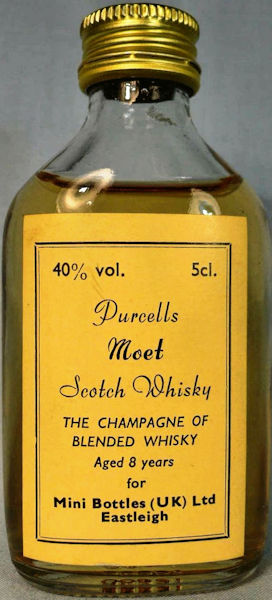 40% vol. 5cl.
Purcells
Moet
Scotch Whisky
THE CHAMPAGNE OF
BLENDED WHISKY
Aged 8 years
for
Mini Bottles (UK) Ltd
Eastleigh